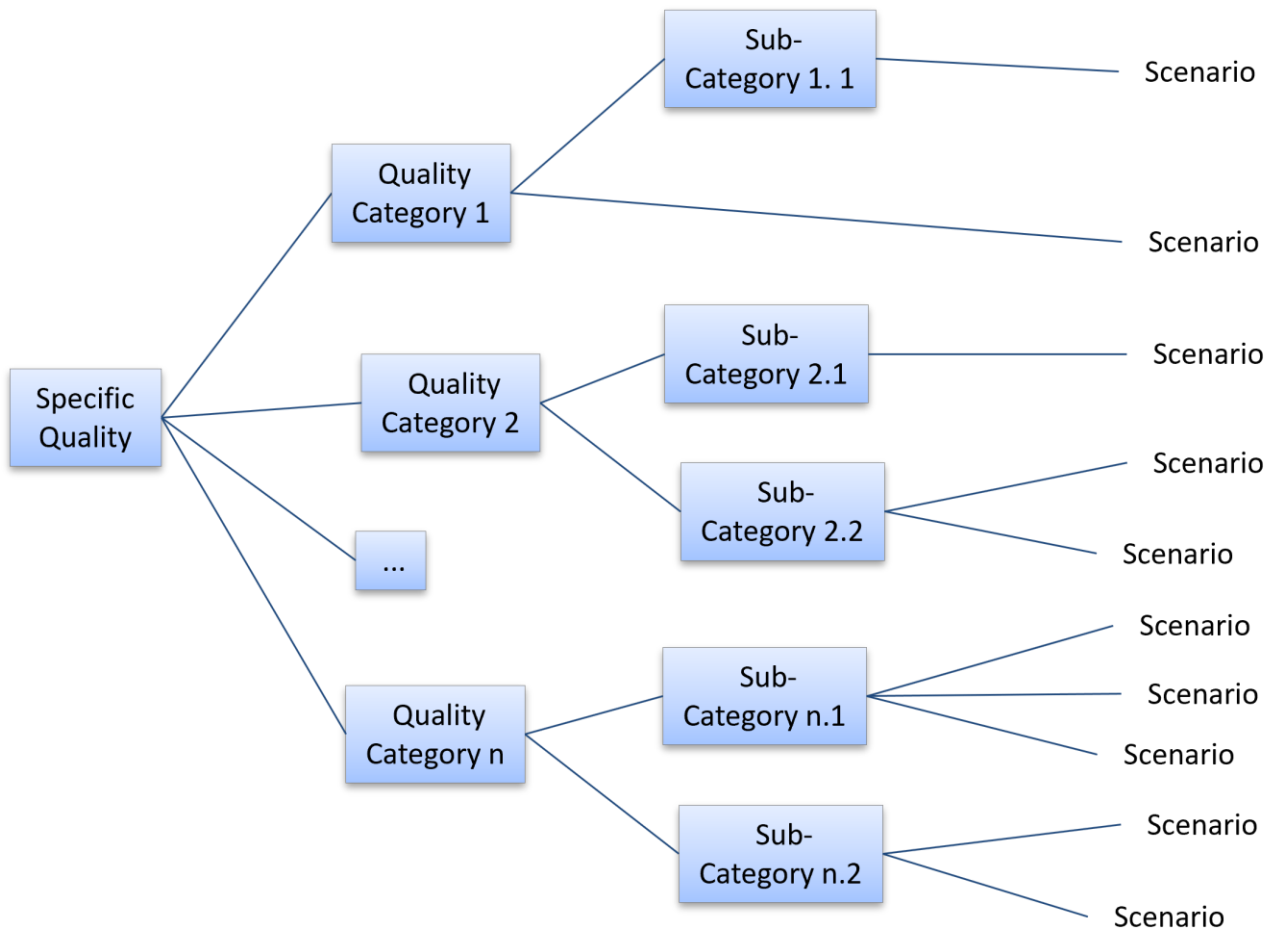 Specific
Quality
Quality
Category 1
Sub-
Category 1. 1
Scenario
Scenario
Quality
Category 2
Sub-
Category 2.1
Scenario
Sub-
Category 2.2
Scenario
Scenario
...
Quality
Category n
Sub-
Category n.1
Scenario
Scenario
Scenario
Sub-
Category n.2
Scenario
Scenario